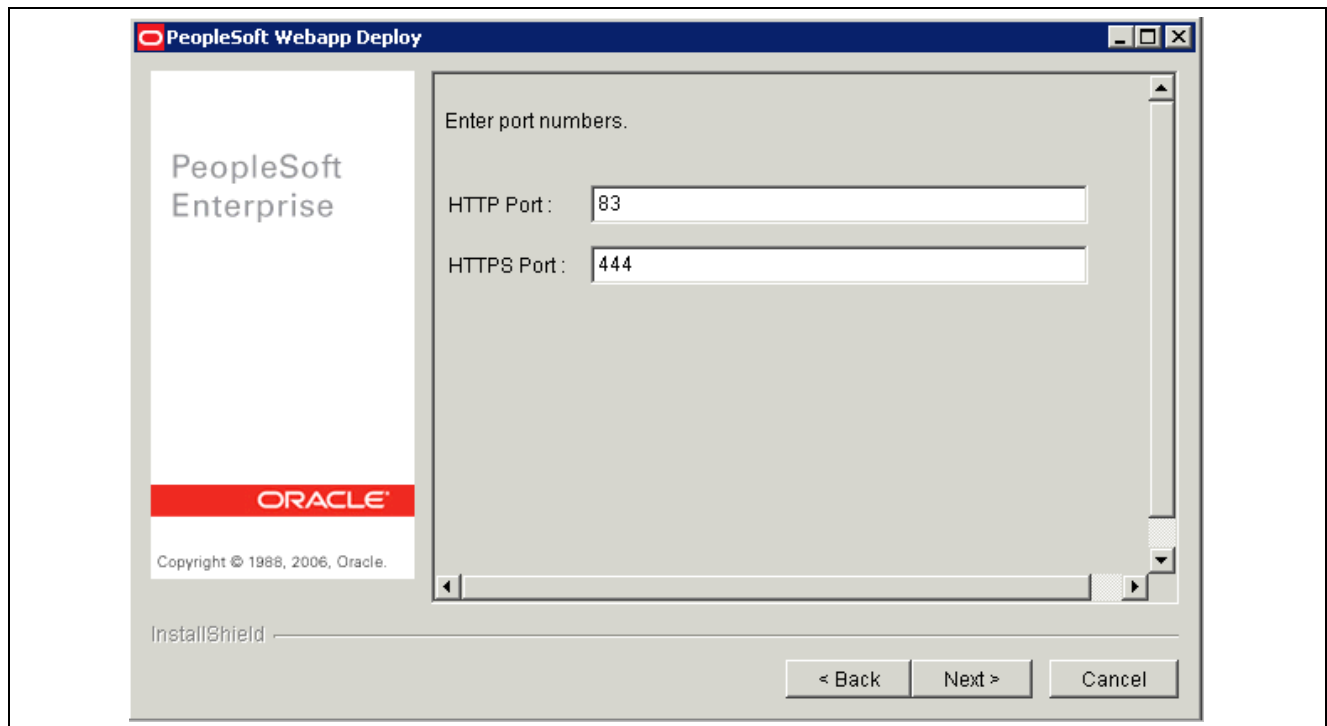 PeopleSoft Webapp Deploy
PeopleSoft
Enterprise
ORACLE
Copyright © 1988, 2006, Oracle.
Enter port numbers.
HTTP Port : 83
HTTPS Port : 444
InstallShield
< Back Next > Cancel